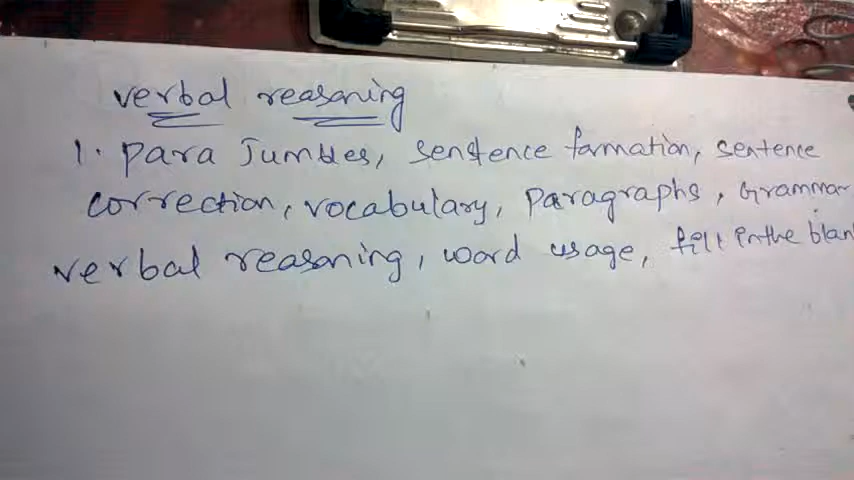 verbal reasoning
1. Para Jumbles, sentence formation, sentence
correction, vocabulary, paragraphs, Grammar
verbal reasoning, word usage, fill in the blan